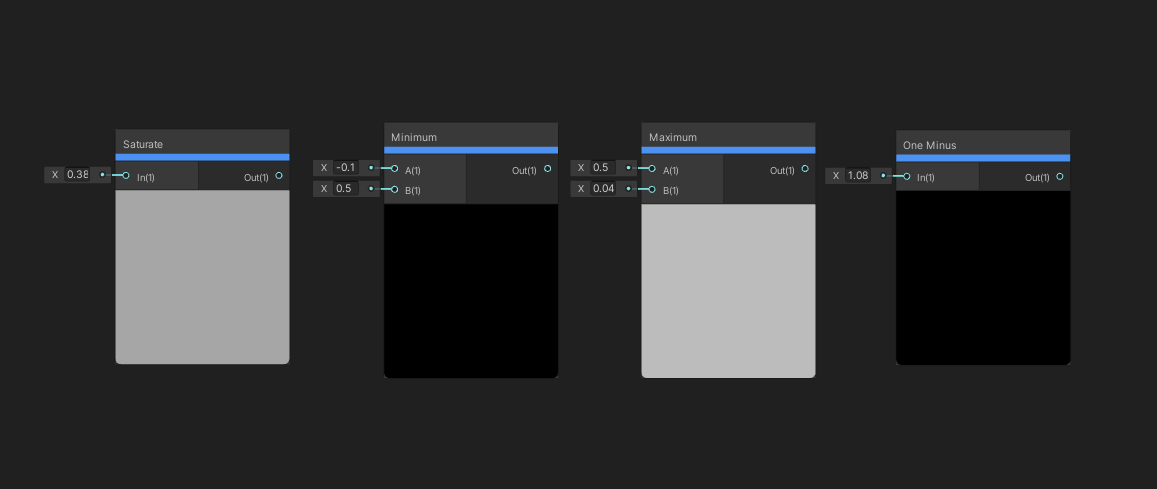 Saturate
X 0.38
In(1)
Out(1)
Minimum
X -0.1
X 0.5
A(1)
B(1)
Out(1)
Maximum
X 0.5
X 0.04
A(1)
B(1)
Out(1)
One Minus
X 1.08
In(1)
Out(1)